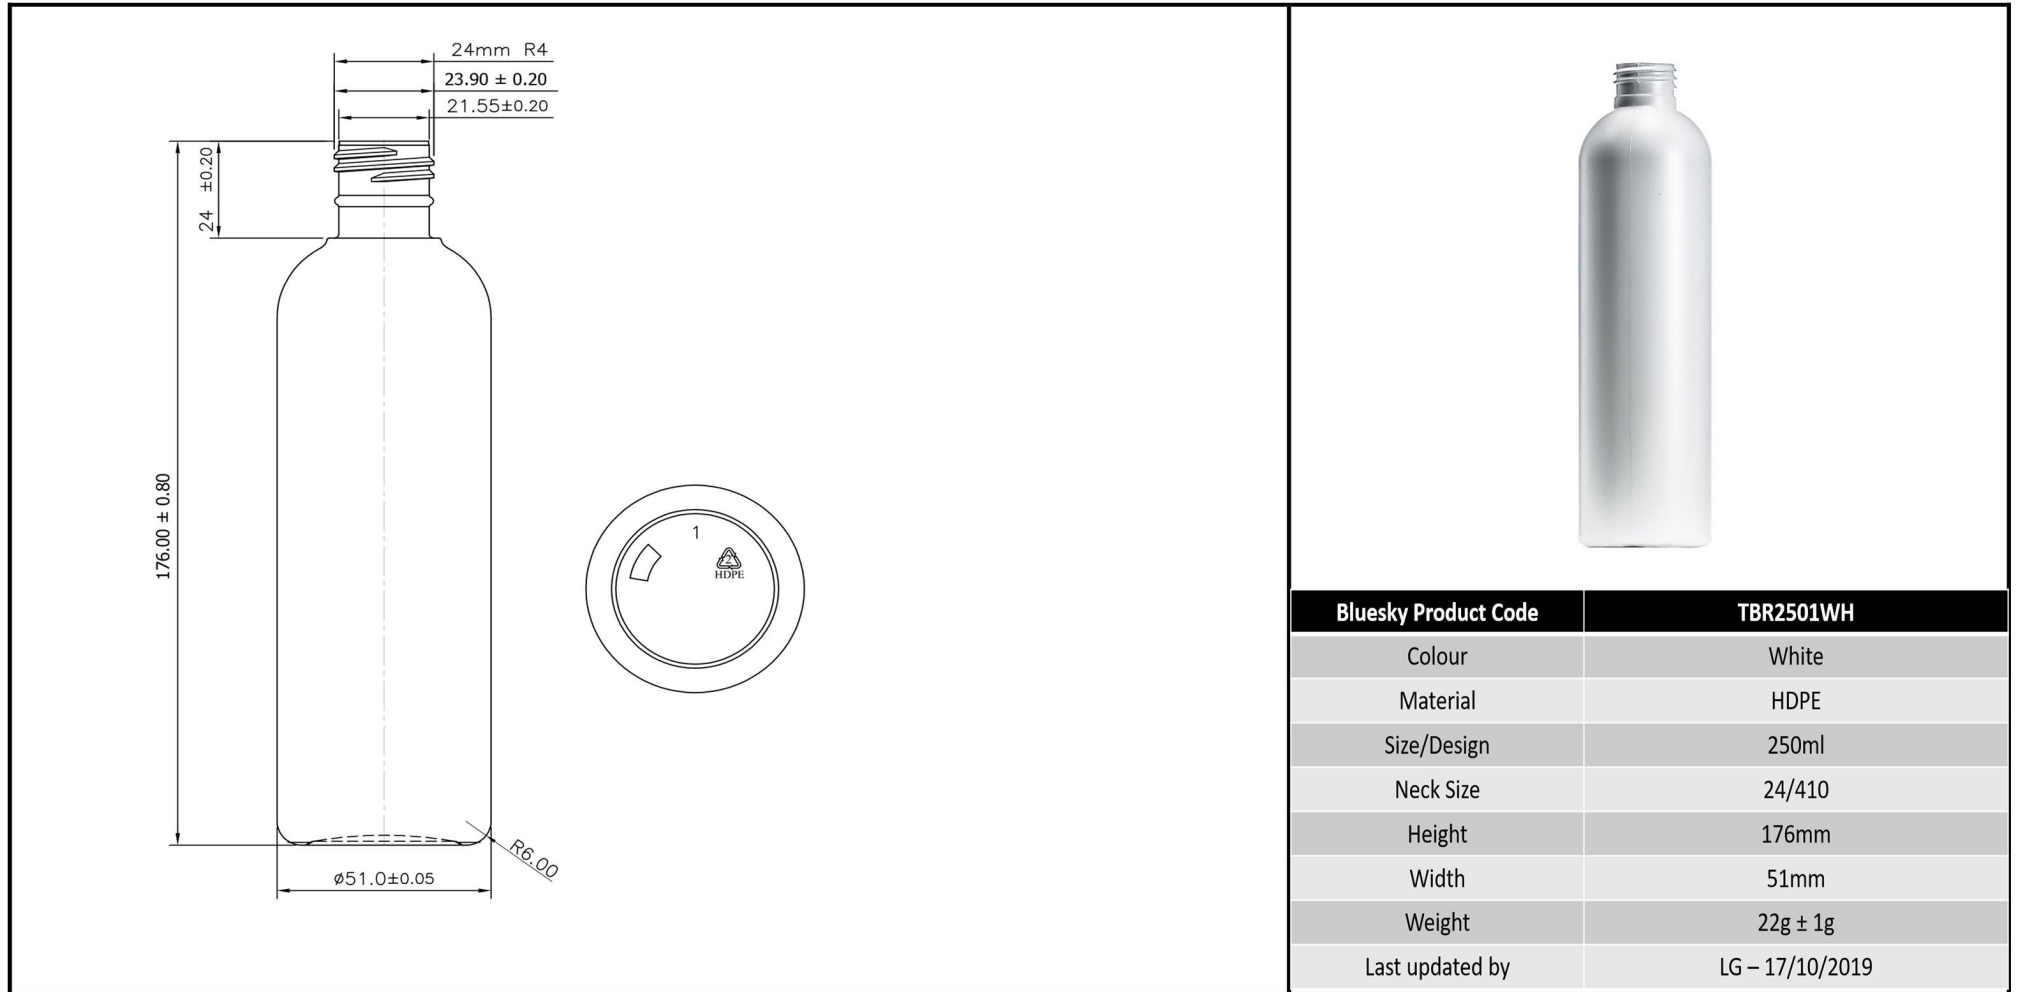 24mm R4
23.90 ± 0.20
21.55±0.20
24 ±0.20
176.00 ± 0.80
1
2
HDPE
R6.00
ø51.0±0.05
Bluesky Product Code TBR2501WH
Colour White
Material HDPE
Size/Design 250ml
Neck Size 24/410
Height 176mm
Width 51mm
Weight 22g ± 1g
Last updated by LG – 17/10/2019